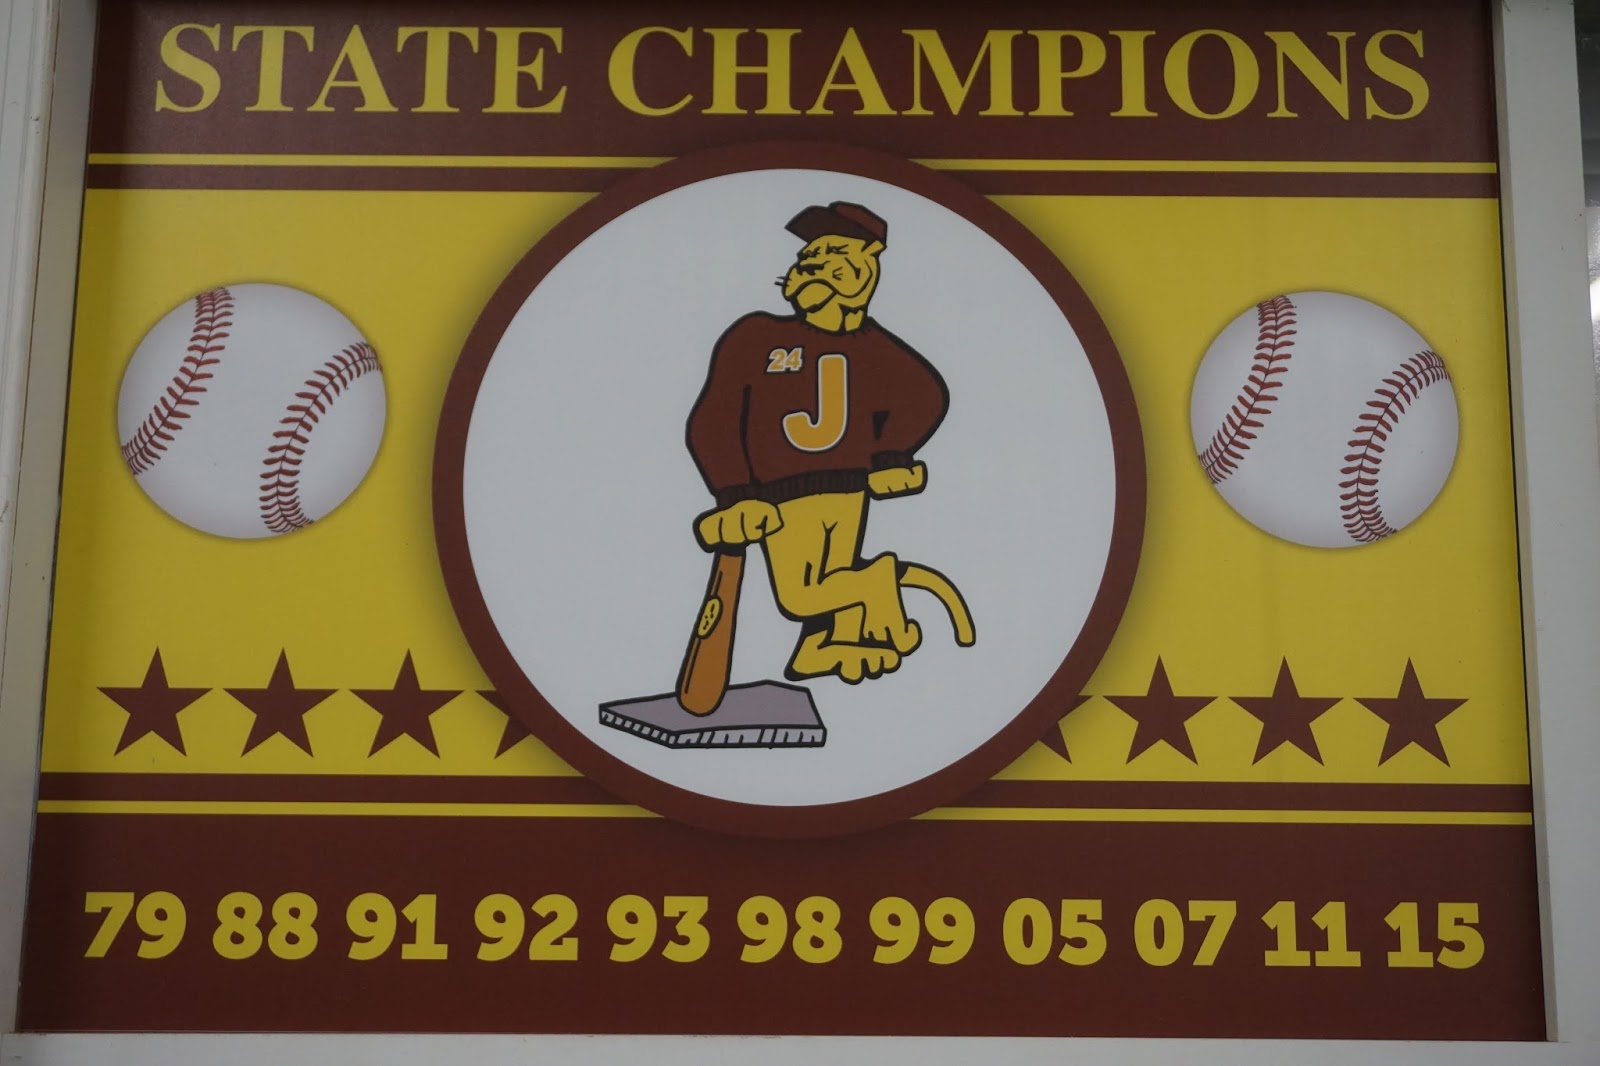 STATE CHAMPIONS
24
J
79 88 91 92 93 98 99 05 07 11 15